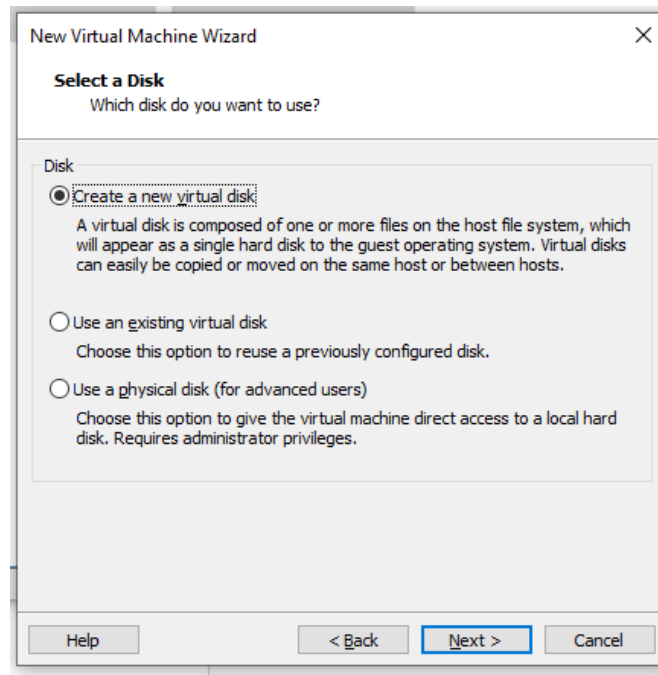 New Virtual Machine Wizard
Select a Disk
Which disk do you want to use?
Disk
Create a new virtual disk
A virtual disk is composed of one or more files on the host file system, which
will appear as a single hard disk to the guest operating system. Virtual disks
can easily be copied or moved on the same host or between hosts.
Use an existing virtual disk
Choose this option to reuse a previously configured disk.
Use a physical disk (for advanced users)
Choose this option to give the virtual machine direct access to a local hard
disk. Requires administrator privileges.
Help
< Back
Next >
Cancel